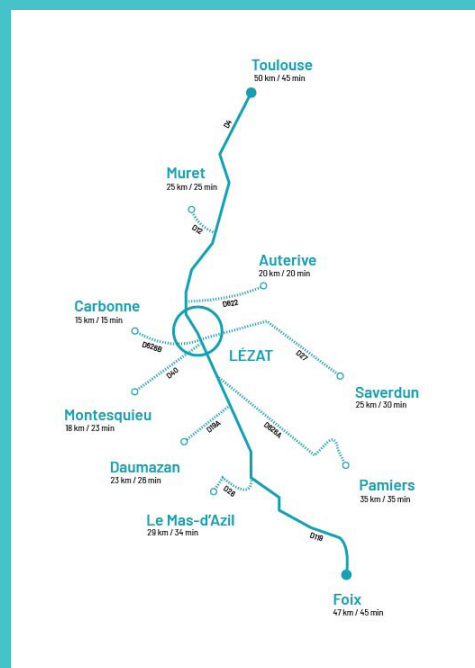 Toulouse
50 km / 45 min
D4
Muret
25 km / 25 min
D12
Auterive
20 km / 20 min
D622
Carbonne
15 km / 15 min
D626B
LÉZAT
D27
D40
Saverdun
25 km / 30 min
Montesquieu
18 km / 23 min
D19A
D626A
Daumazan
23 km / 26 min
Pamiers
35 km / 35 min
D28
Le Mas-d'Azil
29 km / 34 min
D119
Foix
47 km / 45 min